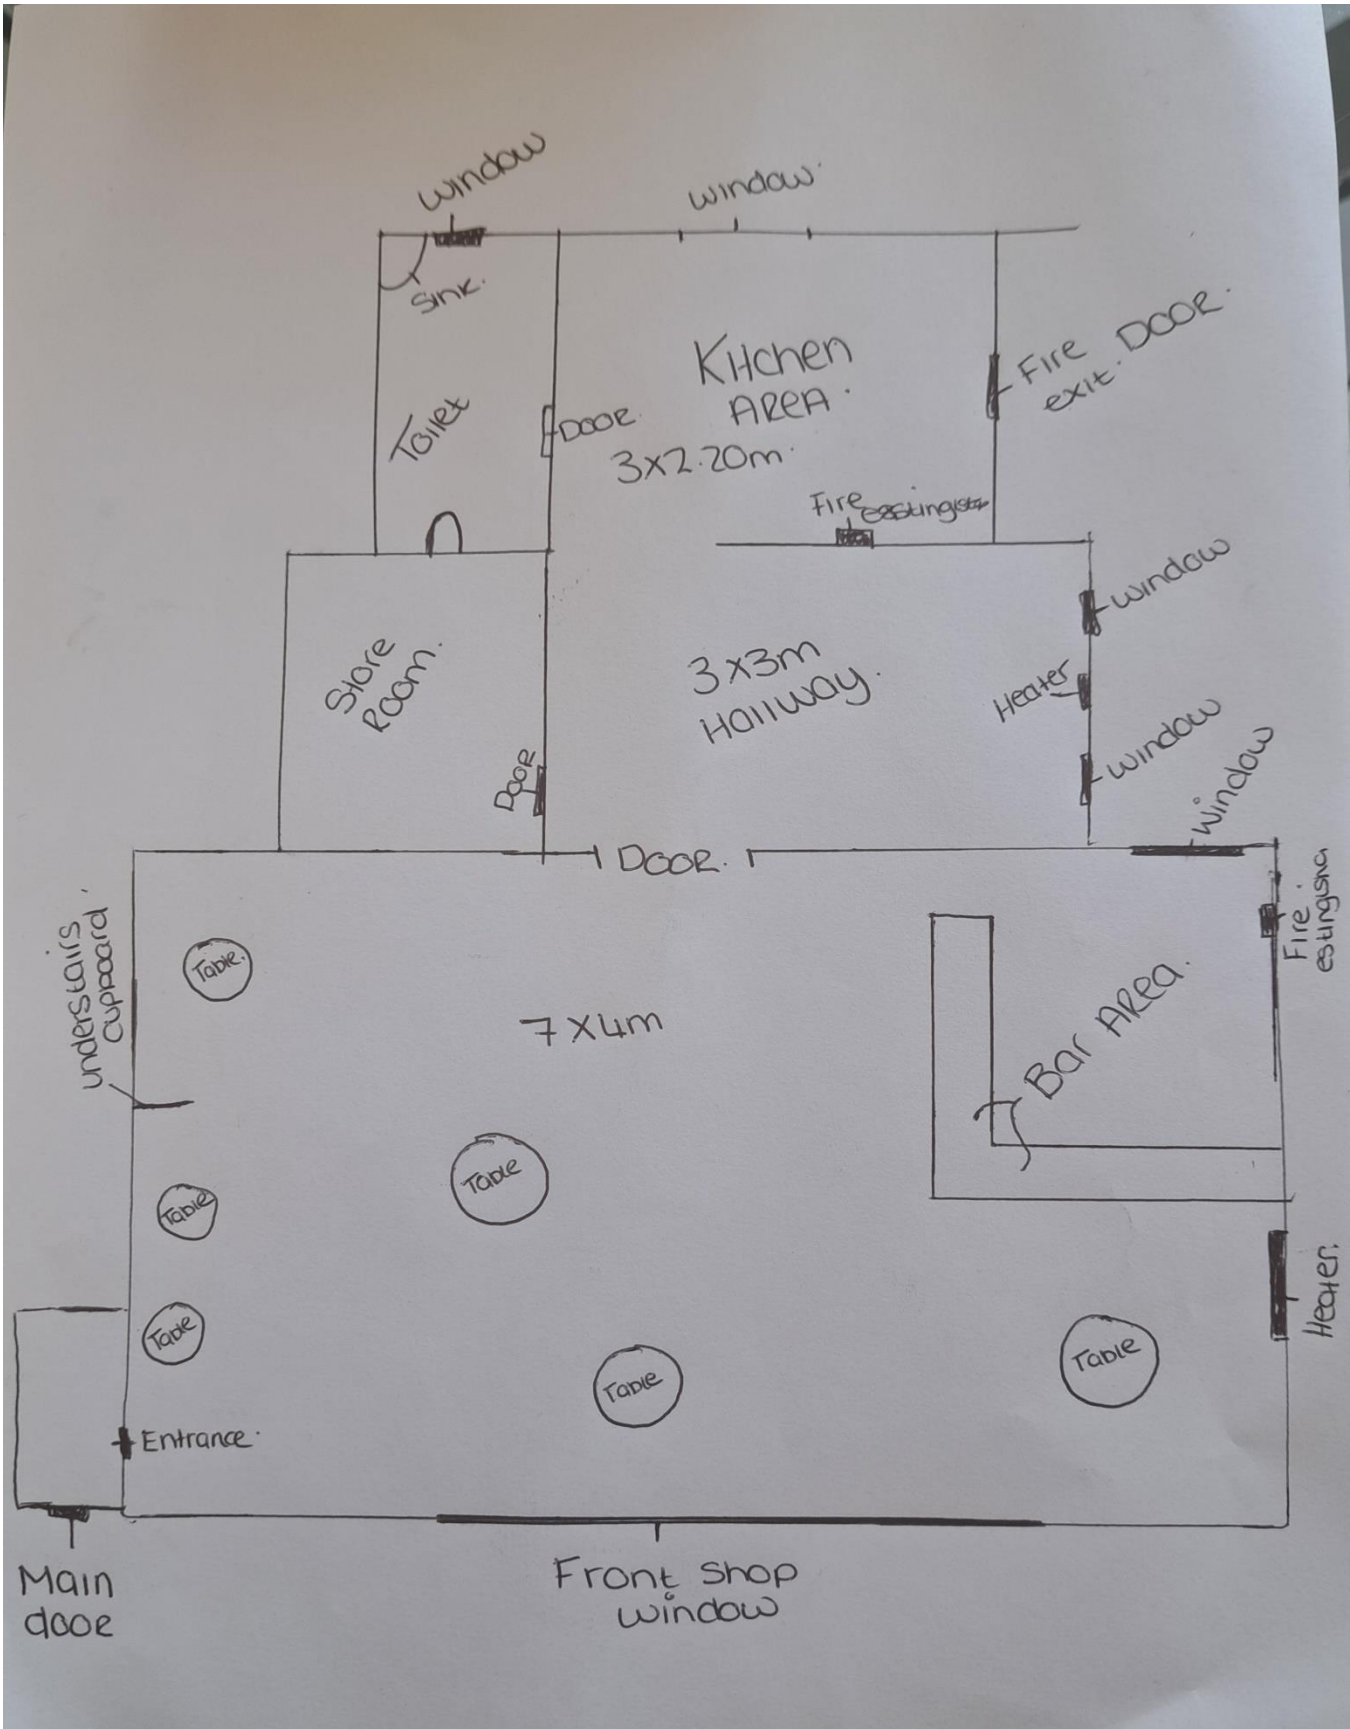 window
window.
Sink.
Kitchen
AREA.
Fire DOOR.
exit.
Toilet
DOOR.
3x2.20m.
Fire
window
Store
Room.
3x3m
Hallway.
Heater
window
Door
window
DOOR.
understairs
cupboard
Table.
Fire
estingisha
7x4m
Bar Area.
Table
Table
Table
Table
Table
Heater.
Entrance.
Main
door
Front shop
window